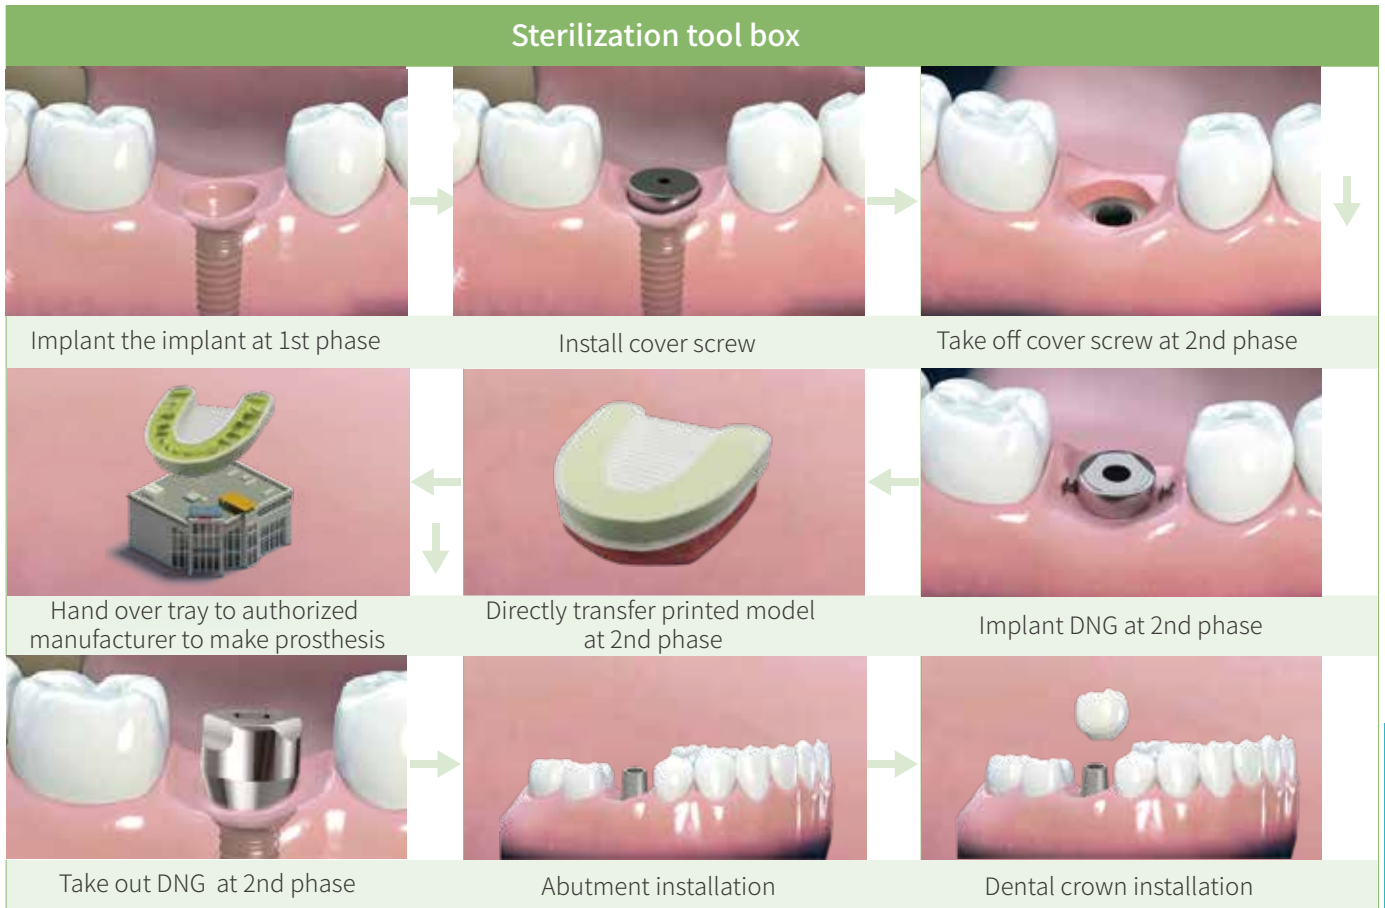 Sterilization tool box
Implant the implant at 1st phase
Install cover screw
Take off cover screw at 2nd phase
Hand over tray to authorized
manufacturer to make prosthesis
Directly transfer printed model
at 2nd phase
Implant DNG at 2nd phase
Take out DNG at 2nd phase
Abutment installation
Dental crown installation